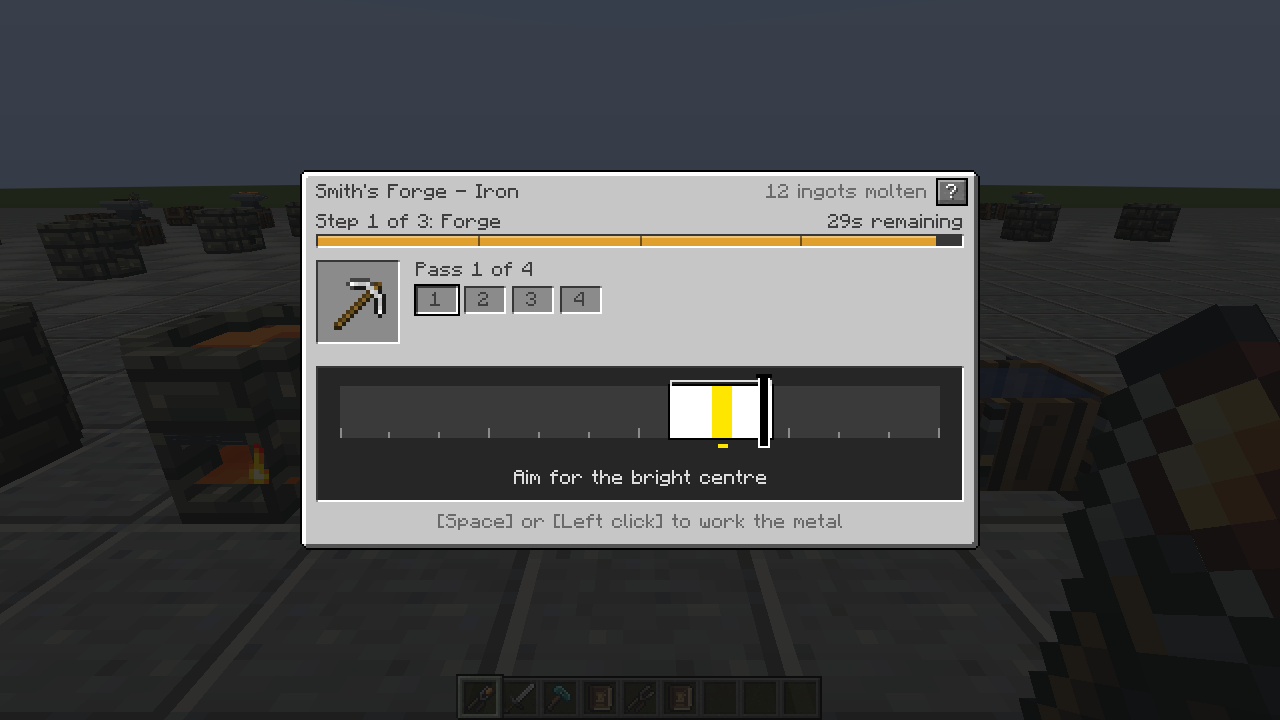 Smith's Forge - Iron
12 ingots molten
?
Step 1 of 3: Forge
29s remaining
Pass 1 of 4
1 2 3 4
Aim for the bright centre
[Space] or [Left click] to work the metal